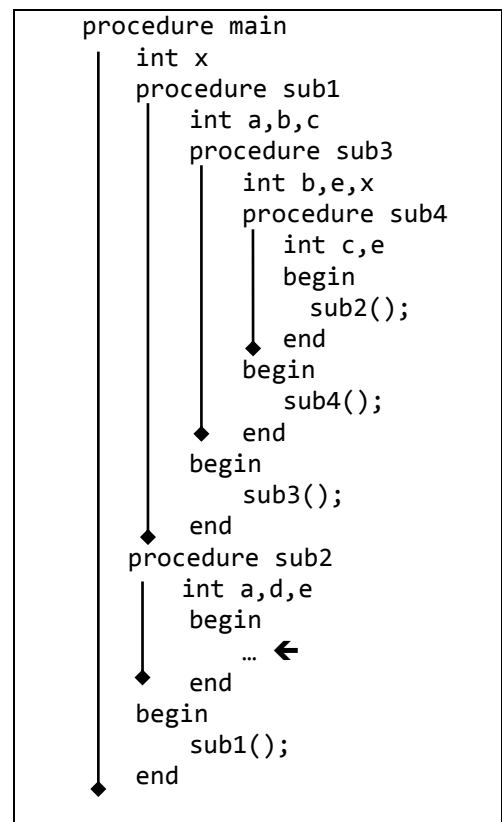 procedure main
int x
procedure sub1
int a,b,c
procedure sub3
int b,e,x
procedure sub4
int c,e
begin
sub2();
end
begin
sub4();
end
begin
sub3();
end
procedure sub2
int a,d,e
begin
… 🡰
end
begin
sub1();
end